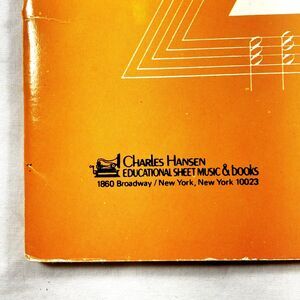 CHARLES HANSEN
EDUCATIONAL SHEET MUSIC & books
1860 Broadway / New York, New York 10023